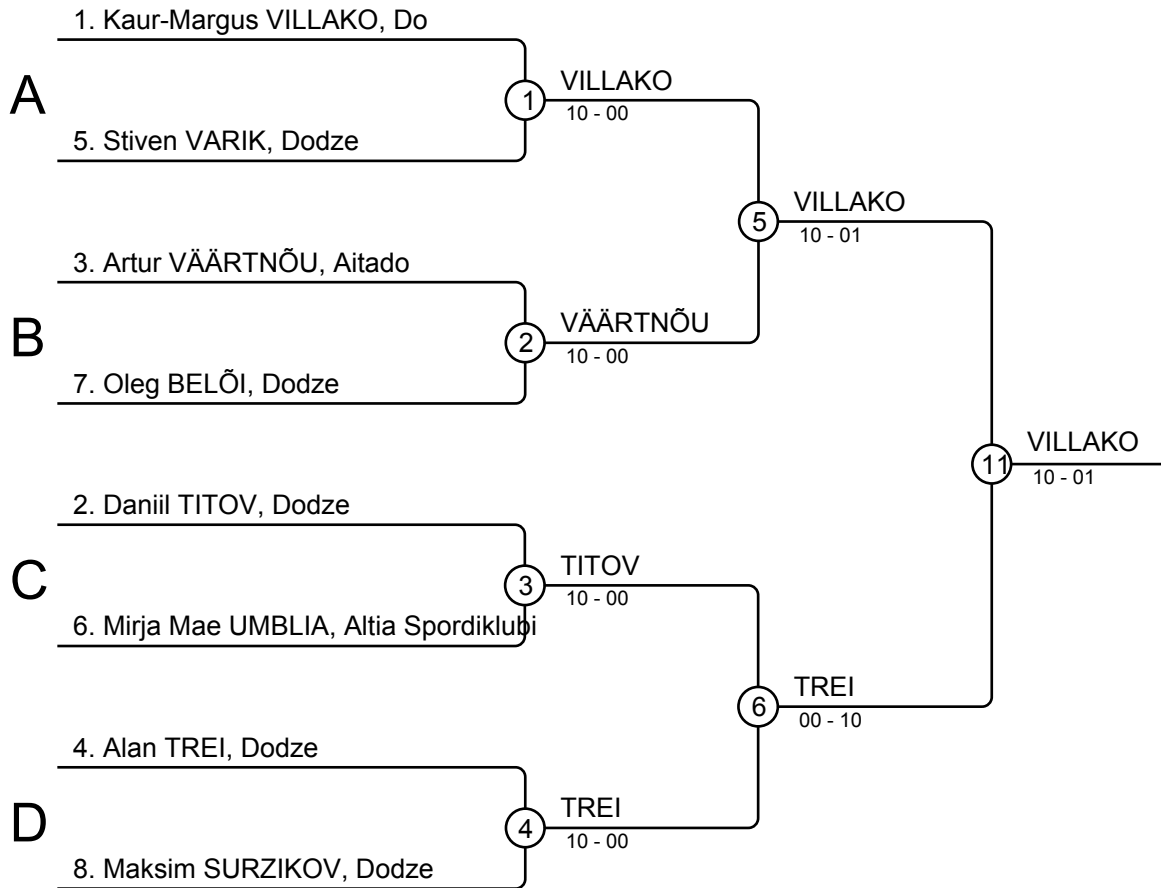 1. Kaur-Margus VILLAKO, Do
A
1
VILLAKO
10 - 00
5. Stiven VARIK, Dodze
5
VILLAKO
10 - 01
3. Artur VÄÄRTNÕU, Aitado
B
2
VÄÄRTNÕU
10 - 00
7. Oleg BELÕI, Dodze
11
VILLAKO
10 - 01
2. Daniil TITOV, Dodze
C
3
TITOV
10 - 00
6. Mirja Mae UMBLIA, Altia Spordiklubi
6
TREI
00 - 10
4. Alan TREI, Dodze
D
4
TREI
10 - 00
8. Maksim SURZIKOV, Dodze